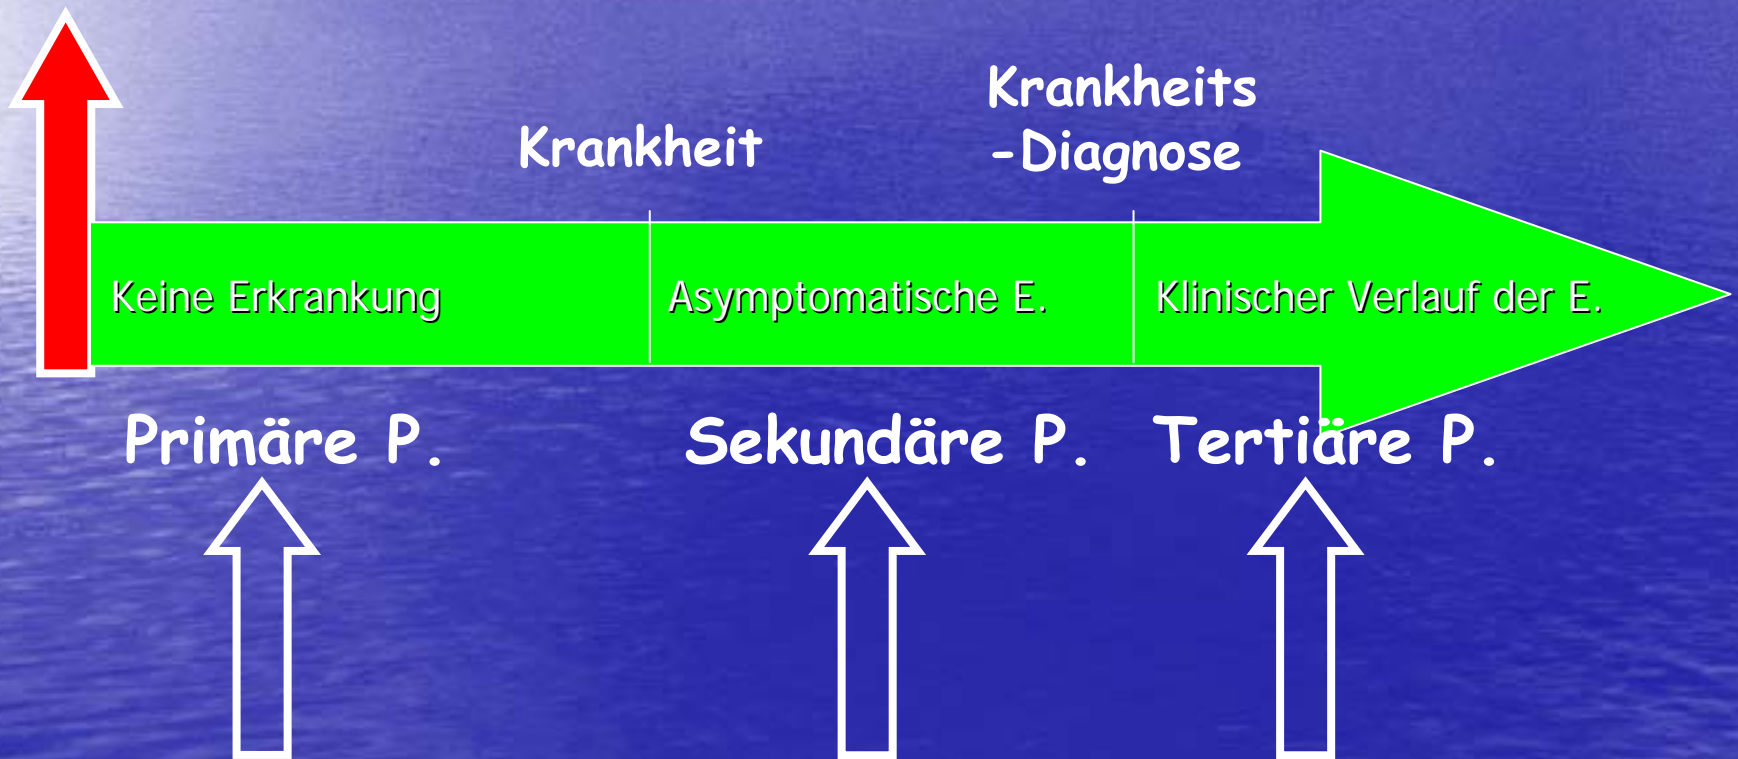 Krankheits
-Diagnose
Krankheit
Keine Erkrankung
Asymptomatische E.
Klinischer Verlauf der E.
Primäre P.
Sekundäre P.
Tertiäre P.